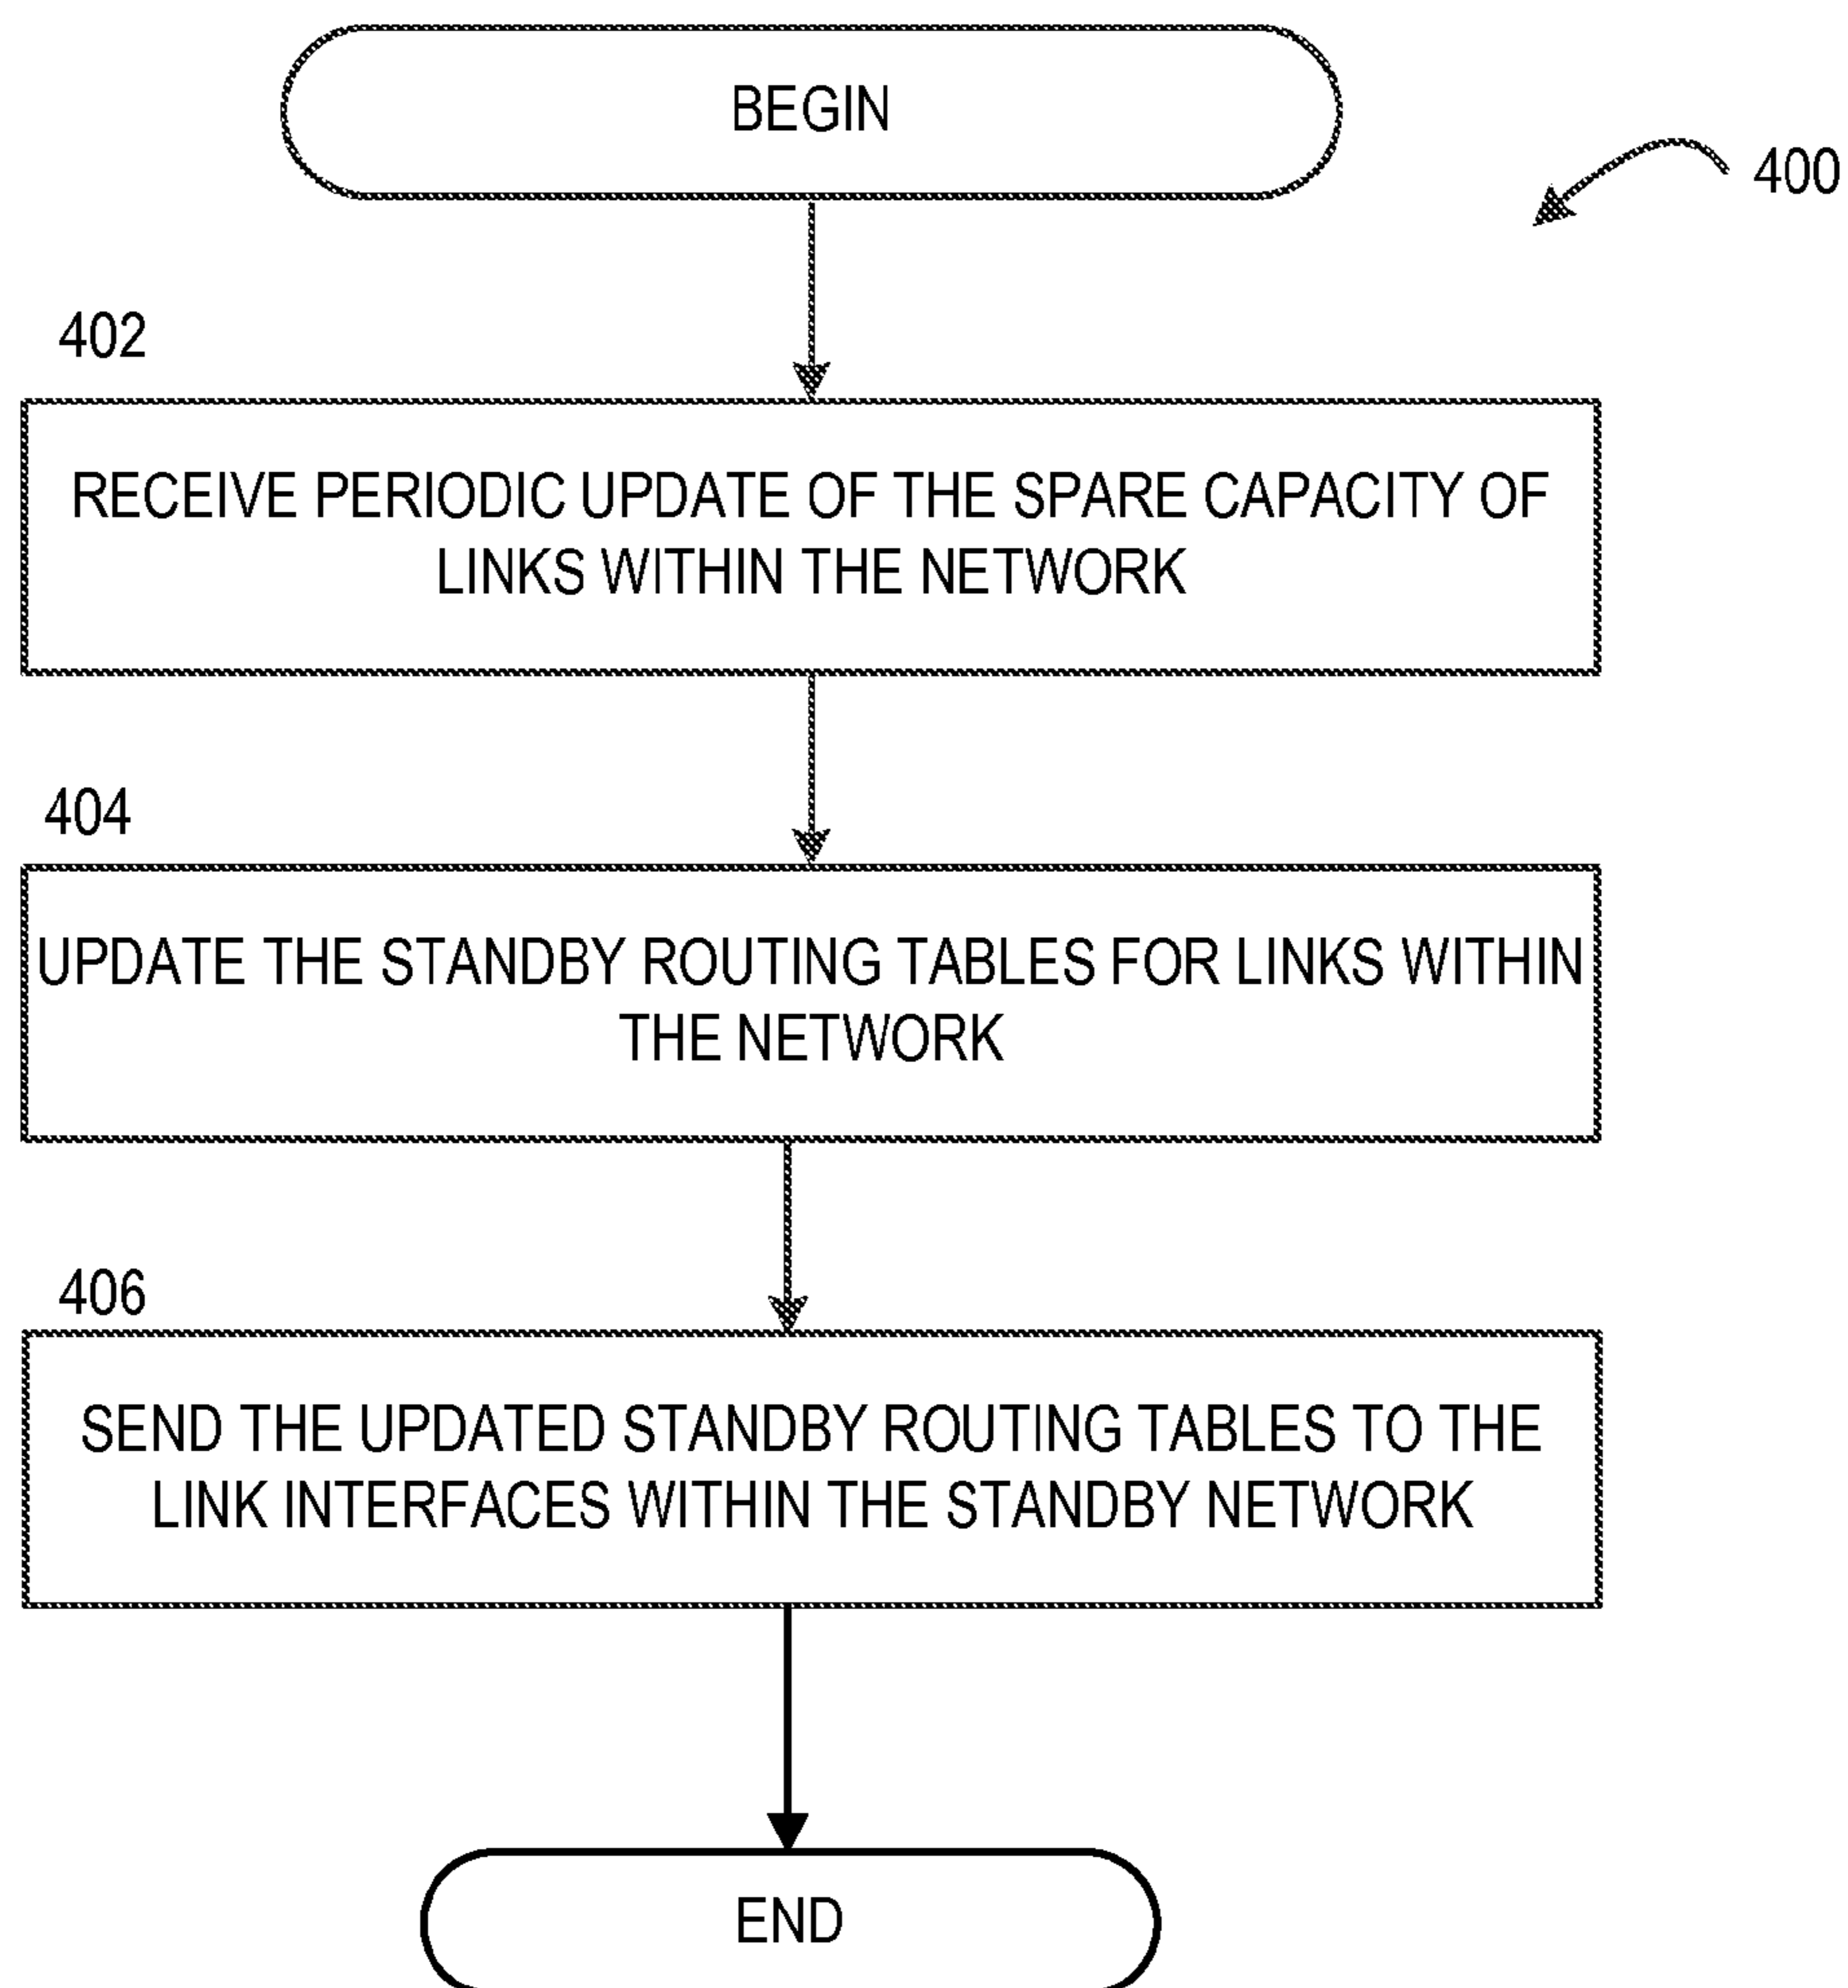 BEGIN
400
402
RECEIVE PERIODIC UPDATE OF THE SPARE CAPACITY OF
LINKS WITHIN THE NETWORK
404
UPDATE THE STANDBY ROUTING TABLES FOR LINKS WITHIN
THE NETWORK
406
SEND THE UPDATED STANDBY ROUTING TABLES TO THE
LINK INTERFACES WITHIN THE STANDBY NETWORK
END